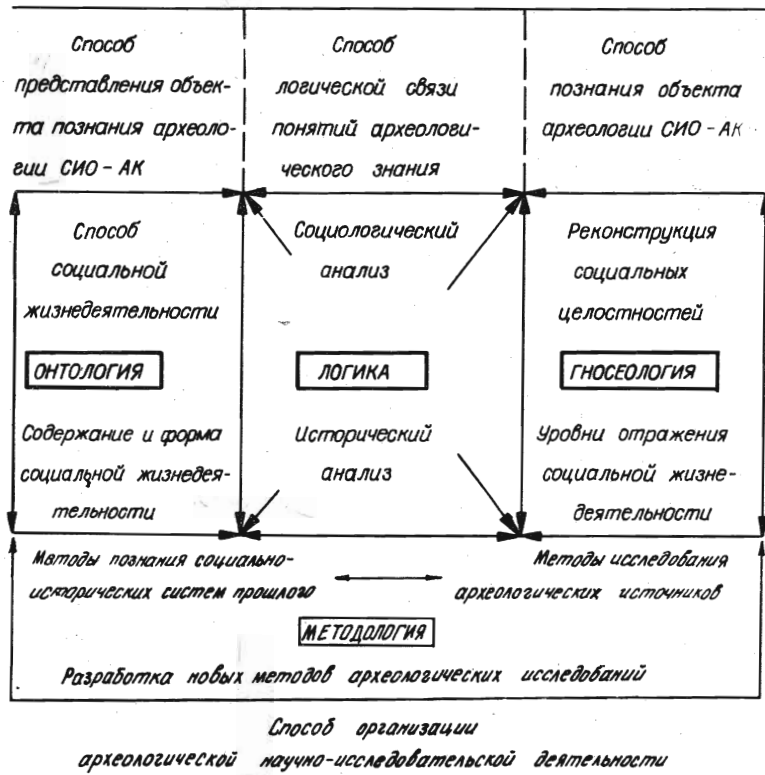 Способ
представления объек-
та познания археоло-
гии СИО-АК
Способ
логической связи
понятий археологи-
ческого знания
Способ
познания объекта
археологии СИО-АК
Способ
социальной
жизнедеятельности
Социологический
анализ
Реконструкция
социальных
целостностей
ОНТОЛОГИЯ
ЛОГИКА
ГНОСЕОЛОГИЯ
Содержание и форма
социальной жизнедея-
тельности
Исторический
анализ
Уровни отражения
социальной жизне-
деятельности
Методы познания социально-
исторических систем прошлого
Методы исследования
археологических источников
МЕТОДОЛОГИЯ
Разработка новых методов археологических исследований
Способ организации
археологической научно-исследовательской деятельности